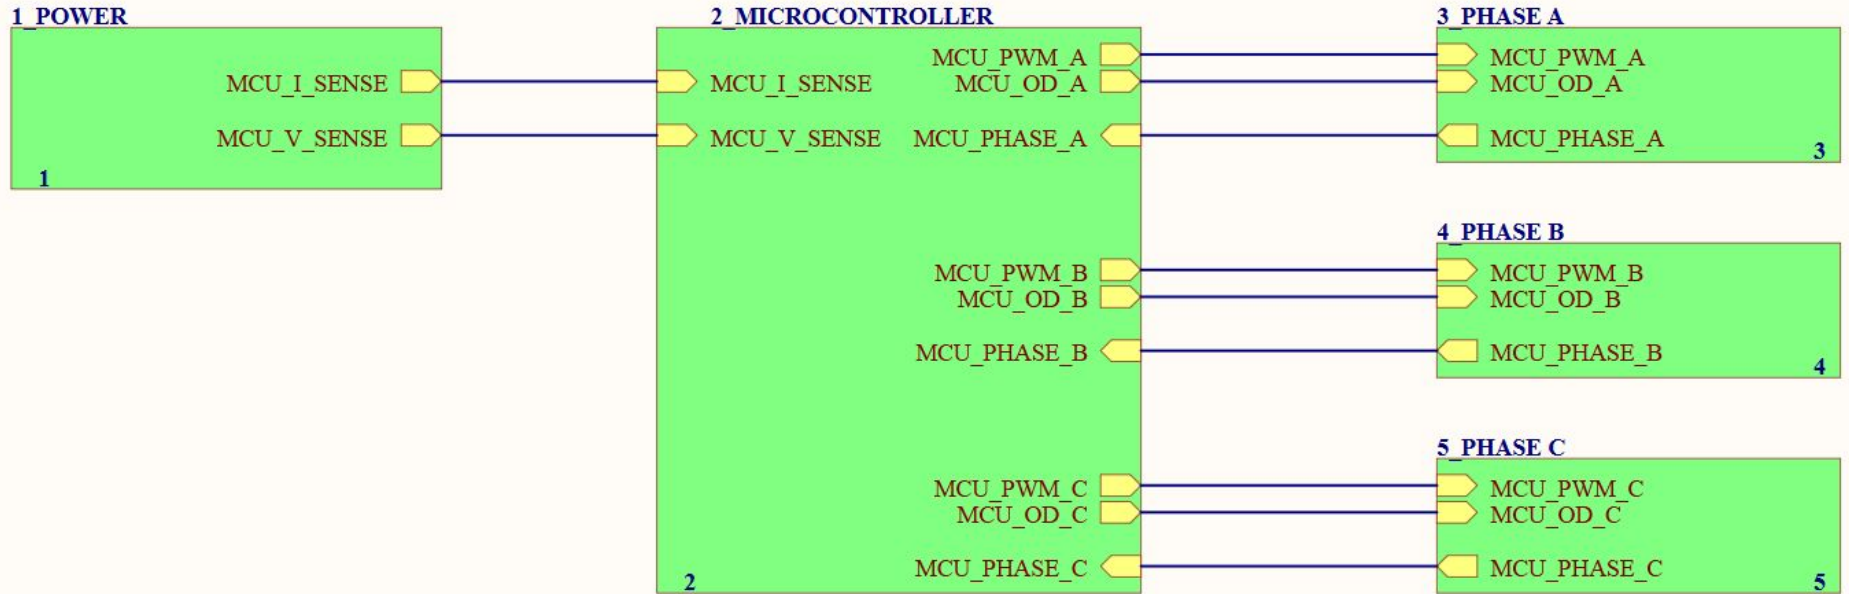 1_POWER
MCU_I_SENSE
MCU_V_SENSE
1
2_MICROCONTROLLER
MCU_I_SENSE
MCU_V_SENSE
MCU_PWM_A
MCU_OD_A
MCU_PHASE_A
MCU_PWM_B
MCU_OD_B
MCU_PHASE_B
MCU_PWM_C
MCU_OD_C
MCU_PHASE_C
2
3_PHASE A
MCU_PWM_A
MCU_OD_A
MCU_PHASE_A
3
4_PHASE B
MCU_PWM_B
MCU_OD_B
MCU_PHASE_B
4
5_PHASE C
MCU_PWM_C
MCU_OD_C
MCU_PHASE_C
5